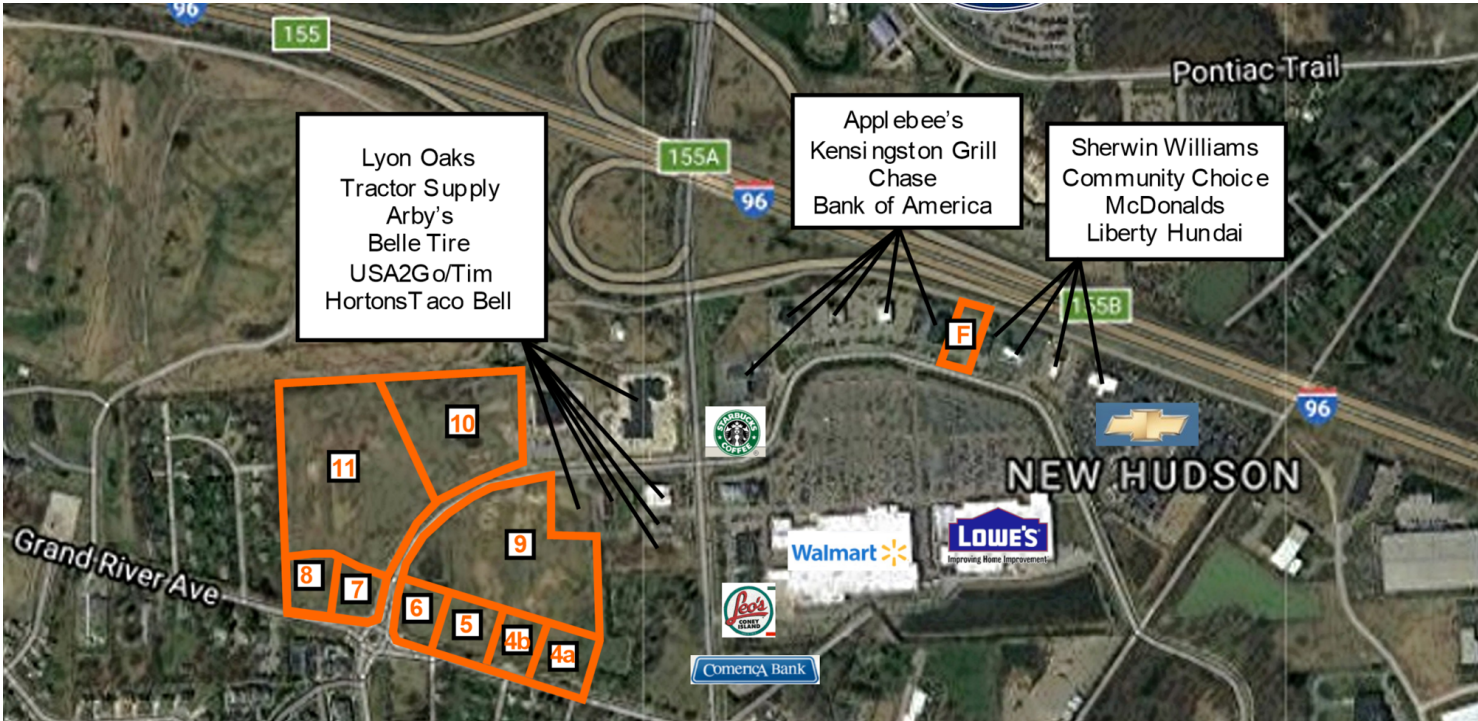 96
155
Pontiac Trail
Lyon Oaks
Tractor Supply
Arby's
Belle Tire
USA2Go/Tim
HortonsTaco Bell
155A
96
Applebee's
Kensingston Grill
Chase
Bank of America
Sherwin Williams
Community Choice
McDonalds
Liberty Hundai
155B
F
96
10
11
STARBUCKS
COFFEE
NEW HUDSON
9
Walmart
LOWE'S
Improving Home Improvement
Grand River Ave
8
7
6
5
4b
4a
Leo's
CONEY
ISLAND
COMERICA BANK